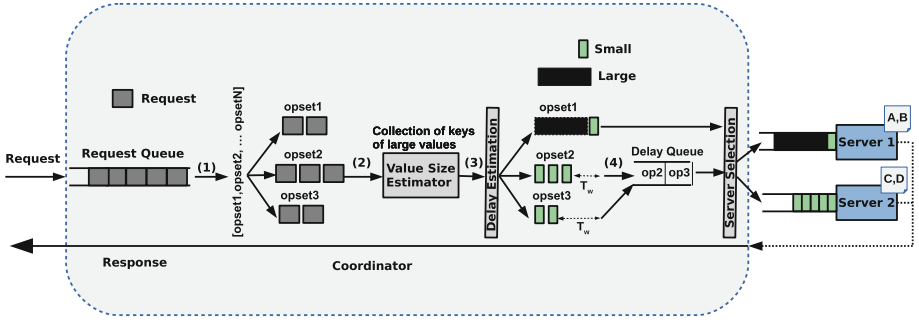 Small
Large
Request
opset1
opset1
A,B
Collection of keys
of large values
Request
Request Queue
(1)
[opset1,opset2, ... opsetN]
opset2
(2)
Value Size
Estimator
(3)
Delay Estimation
opset2
(4)
Delay Queue
op2
op3
Tw
Server Selection
Server 1
C,D
opset3
opset3
Tw
Server 2
Response
Coordinator